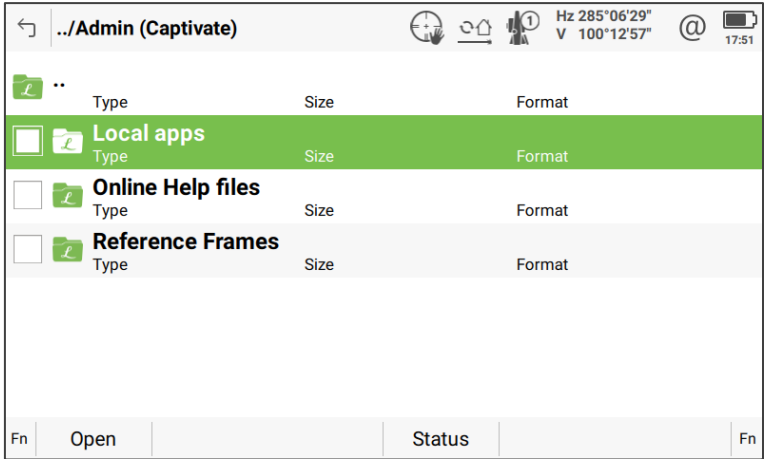 ../Admin (Captivate)
1
Hz 285°06'29"
V 100°12'57"
@
17:51
..
Type Size Format
Local apps
Type Size Format
Online Help files
Type Size Format
Reference Frames
Type Size Format
Fn Open Status Fn